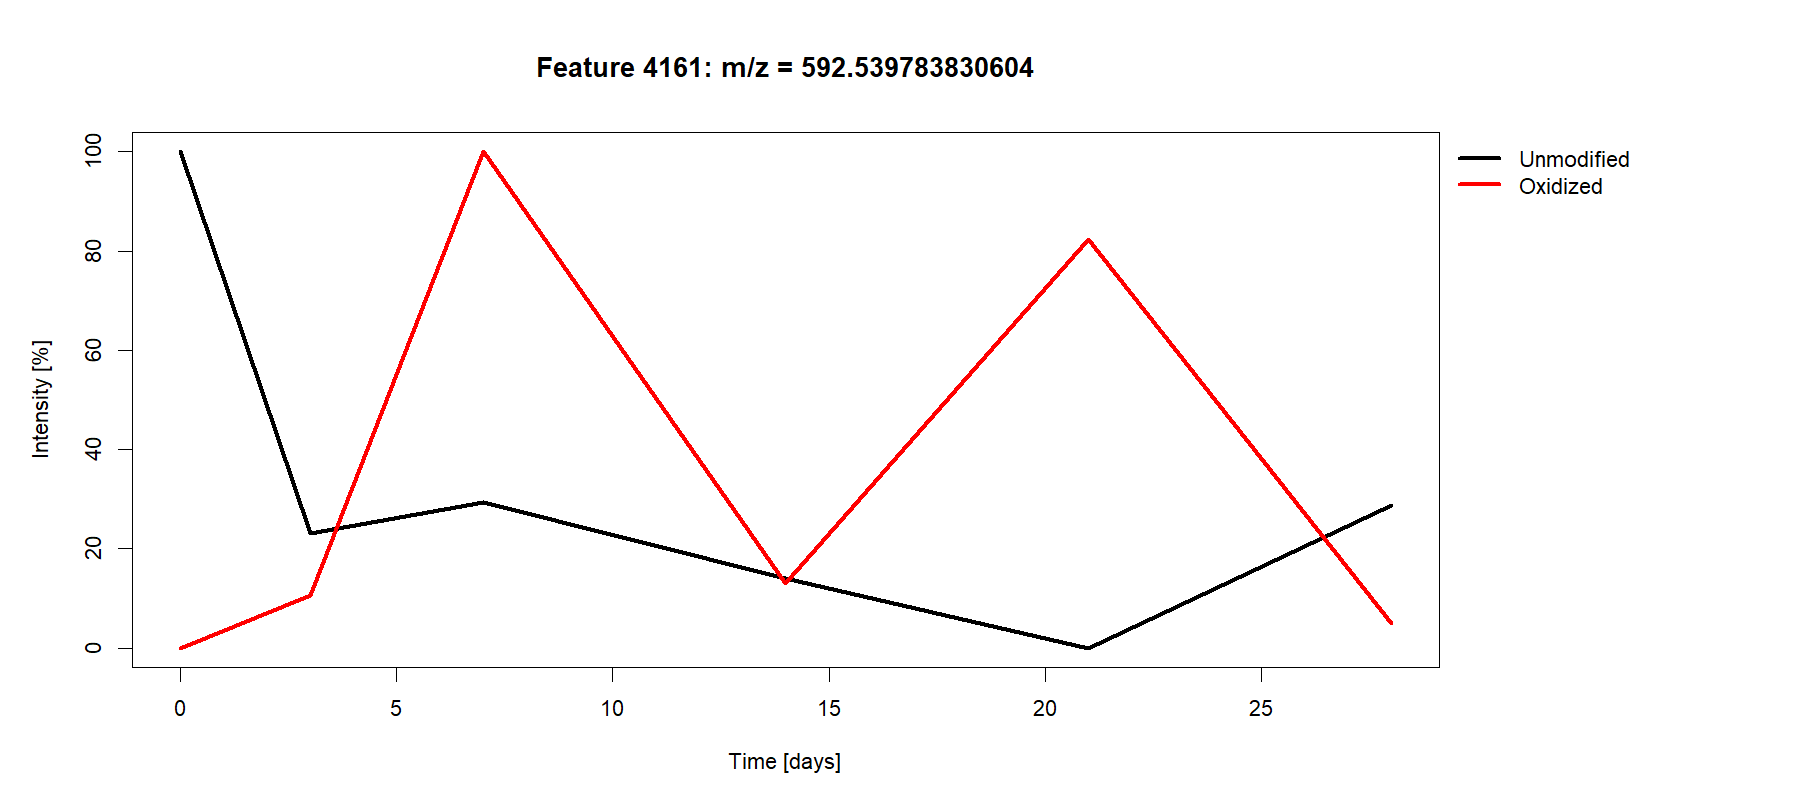 Feature 4161: m/z = 592.539783830604
Unmodified
Oxidized
Intensity [%]
100
80
60
40
20
0
0 5 10 15 20 25
Time [days]